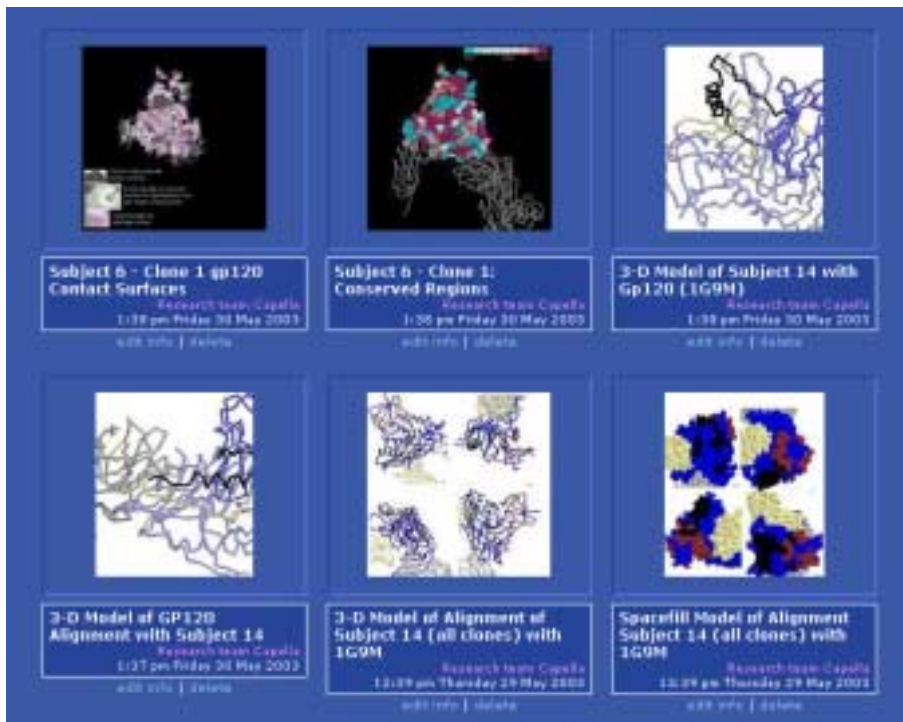 Subject 6 - Clone 1 gp120
Contact Surfaces
Research team Capella
1:38 pm Friday 30 May 2003
edit info | delete
Subject 6 - Clone 1:
Conserved Regions
Research team Capella
1:36 pm Friday 30 May 2003
edit info | delete
3-D Model of Subject 14 with
Gp120 (1G9M)
Research team Capella
1:38 pm Friday 30 May 2003
edit info | delete
3-D Model of GP120
Alignment with Subject 14
Research team Capella
1:37 pm Friday 30 May 2003
edit info | delete
3-D Model of Alignment of
Subject 14 (all clones) with
1G9M
Research team Capella
12:39 pm Thursday 29 May 2003
edit info | delete
Spacefill Model of Alignment
Subject 14 (all clones) with
1G9M
Research team Capella
pm Thursday 29 May 2003
edit info | delete